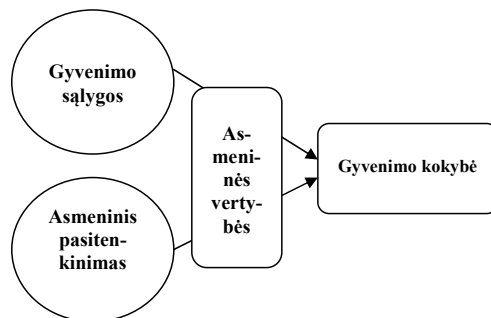 Gyvenimo
sąlygos
As-
meni-
nės
verty-
bės
Gyvenimo kokybė
Asmeninis
pasiten-
kinimas